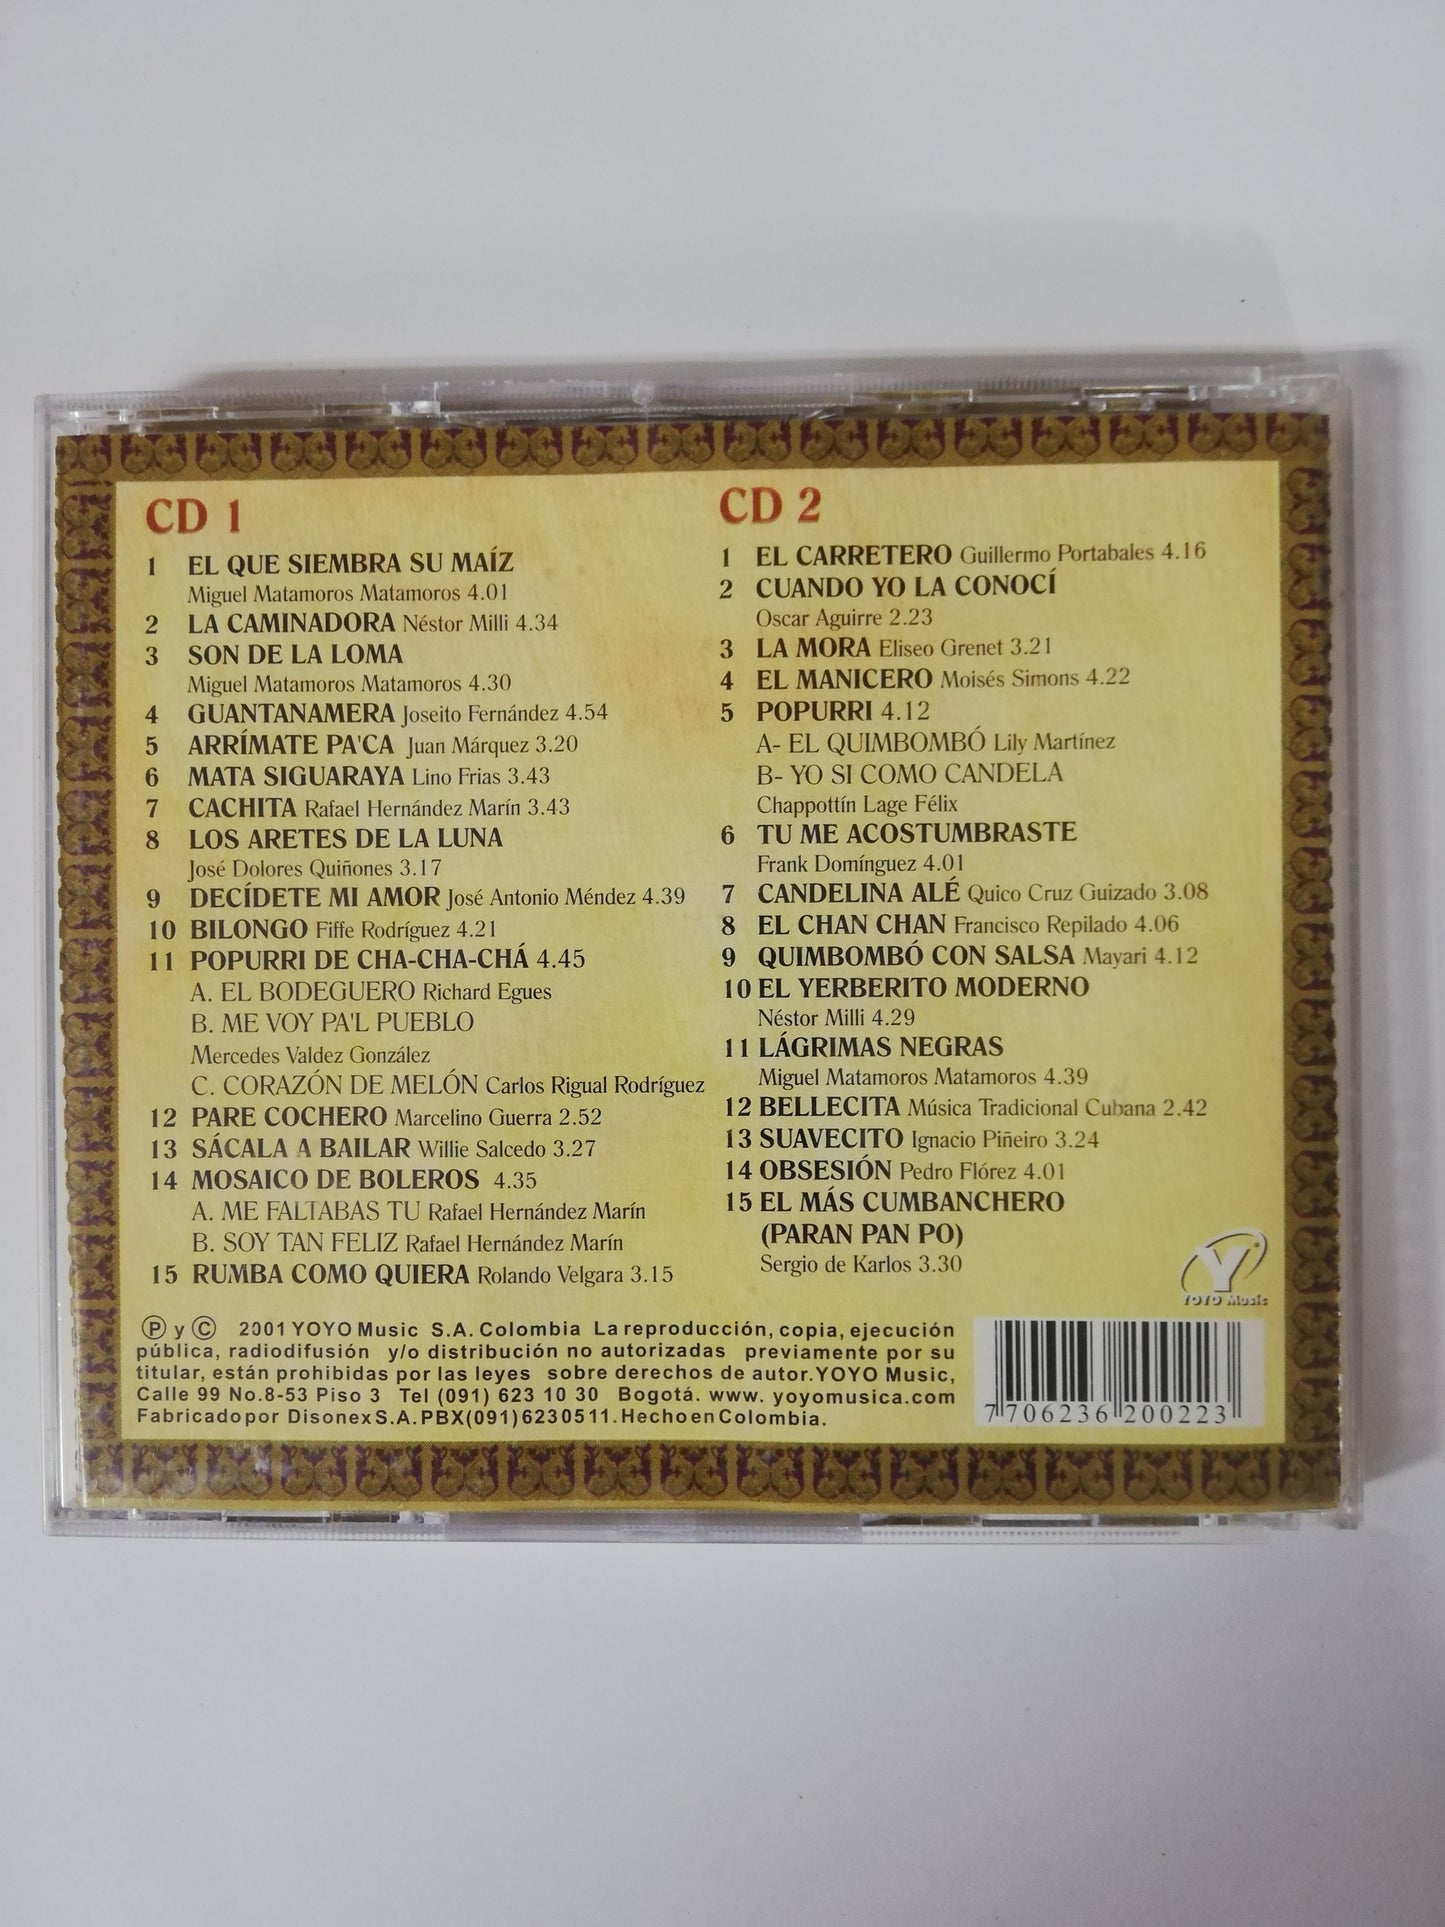 CD 1
1 EL QUE SIEMBRA SU MAÍZ
Miguel Matamoros Matamoros 4.01
2 LA CAMINADORA Néstor Milli 4.34
3 SON DE LA LOMA
Miguel Matamoros Matamoros 4.30
4 GUANTANAMERA Joseito Fernández 4.54
5 ARRÍMATE PA'CA Juan Márquez 3.20
6 MATA SIGUARAYA Lino Frias 3.43
7 CACHITA Rafael Hernández Marín 3.43
8 LOS ARETES DE LA LUNA
José Dolores Quiñones 3.17
9 DECÍDETE MI AMOR José Antonio Méndez 4.39
10 BILONGO Fiffe Rodríguez 4.21
11 POPURRI DE CHA-CHA-CHÁ 4.45
A. EL BODEGUERO Richard Egues
B. ME VOY PA'L PUEBLO
Mercedes Valdez González
C. CORAZÓN DE MELÓN Carlos Rigual Rodríguez
12 PARE COCHERO Marcelino Guerra 2.52
13 SÁCALA A BAILAR Willie Salcedo 3.27
14 MOSAICO DE BOLEROS 4.35
A. ME FALTABAS TU Rafael Hernández Marín
B. SOY TAN FELIZ Rafael Hernández Marín
15 RUMBA COMO QUIERA Rolando Velgara 3.15
CD 2
1 EL CARRETERO Guillermo Portabales 4.16
2 CUANDO YO LA CONOCÍ
Oscar Aguirre 2.23
3 LA MORA Eliseo Grenet 3.21
4 EL MANICERO Moisés Simons 4.22
5 POPURRI 4.12
A- EL QUIMBOMBÓ Lily Martínez
B- YO SI COMO CANDELA
Chappottín Lage Félix
6 TU ME ACOSTUMBRASTE
Frank Domínguez 4.01
7 CANDELINA ALÉ Quico Cruz Guizado 3.08
8 EL CHAN CHAN Francisco Repilado 4.06
9 QUIMBOMBÓ CON SALSA Mayari 4.12
10 EL YERBERITO MODERNO
Néstor Milli 4.29
11 LÁGRIMAS NEGRAS
Miguel Matamoros Matamoros 4.39
12 BELLECITA Música Tradicional Cubana 2.42
13 SUAVECITO Ignacio Piñeiro 3.24
14 OBSESIÓN Pedro Flórez 4.01
15 EL MÁS CUMBANCHERO
(PARAN PAN PO)
Sergio de Karlos 3.30
Y
YOYO Music
Ⓟ y © 2001 YOYO Music S.A. Colombia La reproducción, copia, ejecución
pública, radiodifusión y/o distribución no autorizadas previamente por su
titular, están prohibidas por las leyes sobre derechos de autor. YOYO Music,
Calle 99 No. 8-53 Piso 3 Tel (091) 623 10 30 Bogotá. www. yoyomusica.com
Fabricado por Disonex S.A. PBX (091) 6230511. Hecho en Colombia.
7 706236 200223